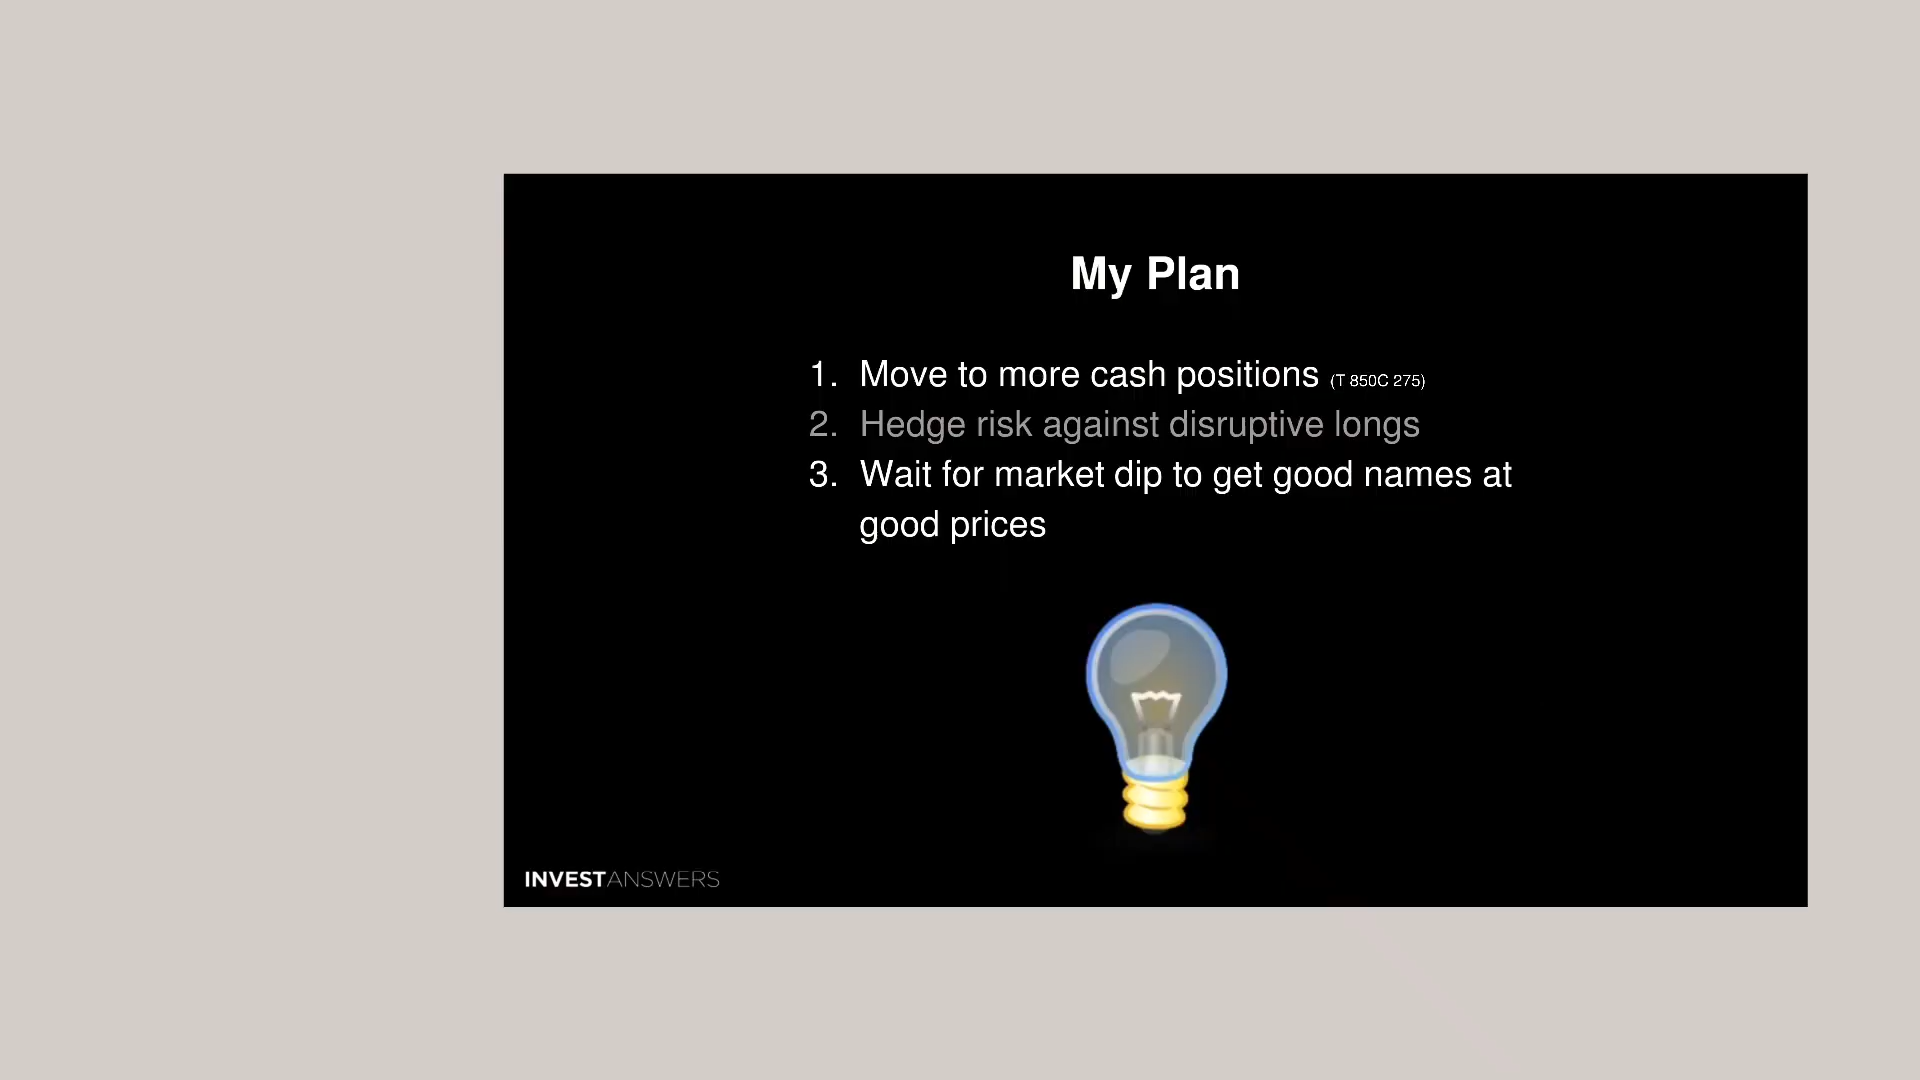 My Plan
1. Move to more cash positions (T 850C 275)
2. Hedge risk against disruptive longs
3. Wait for market dip to get good names at
good prices
INVESTANSWERS